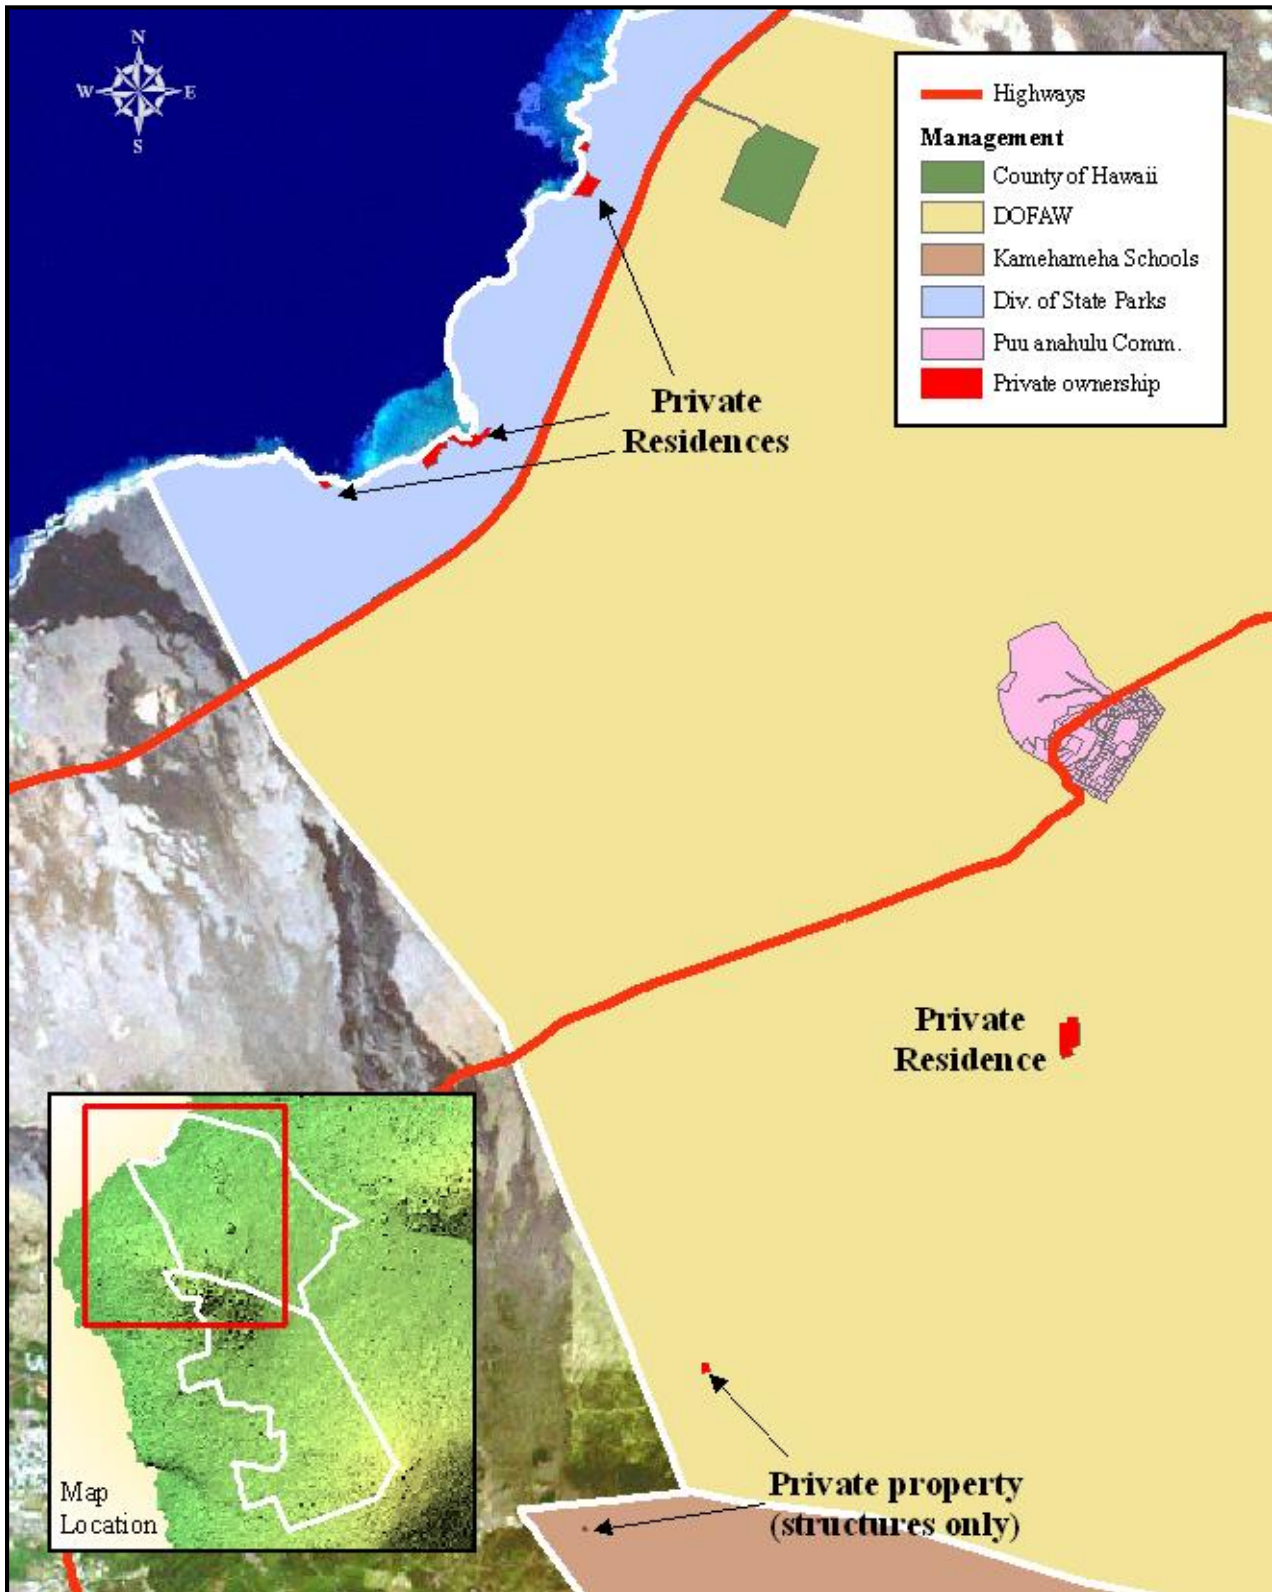 N
W E
S
Highways
Management
County of Hawaii
DOFAW
Kamehameha Schools
Div. of State Parks
Puu anahulu Comm.
Private ownership
Private
Residences
Private
Residence
Private property
(structures only)
Map
Location